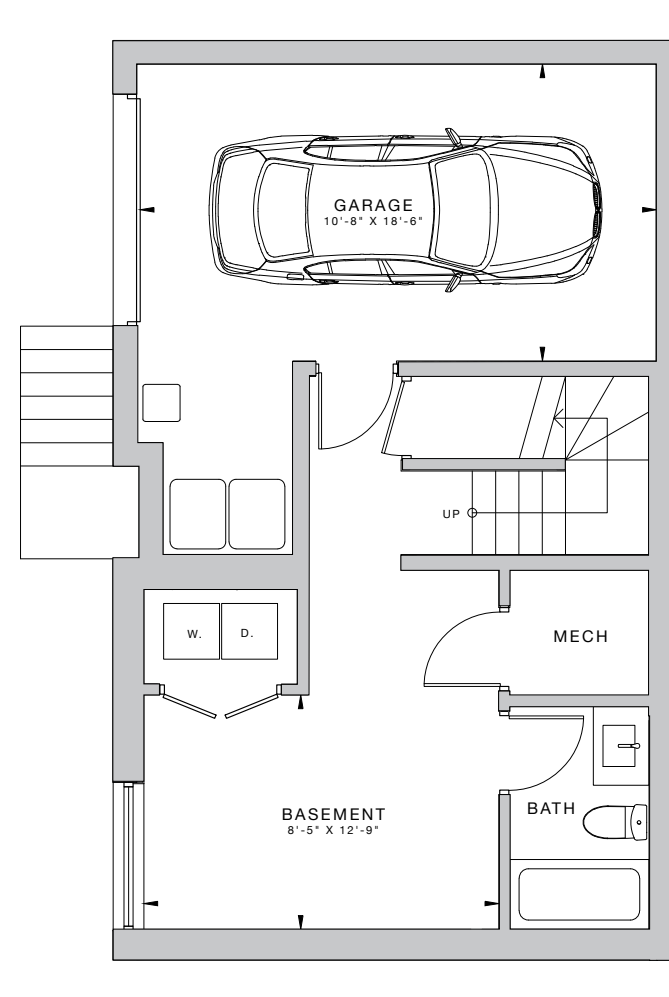 GARAGE
10'-8" X 18'-6"
UP
W.
D.
MECH
BASEMENT
8'-5" X 12'-9"
BATH